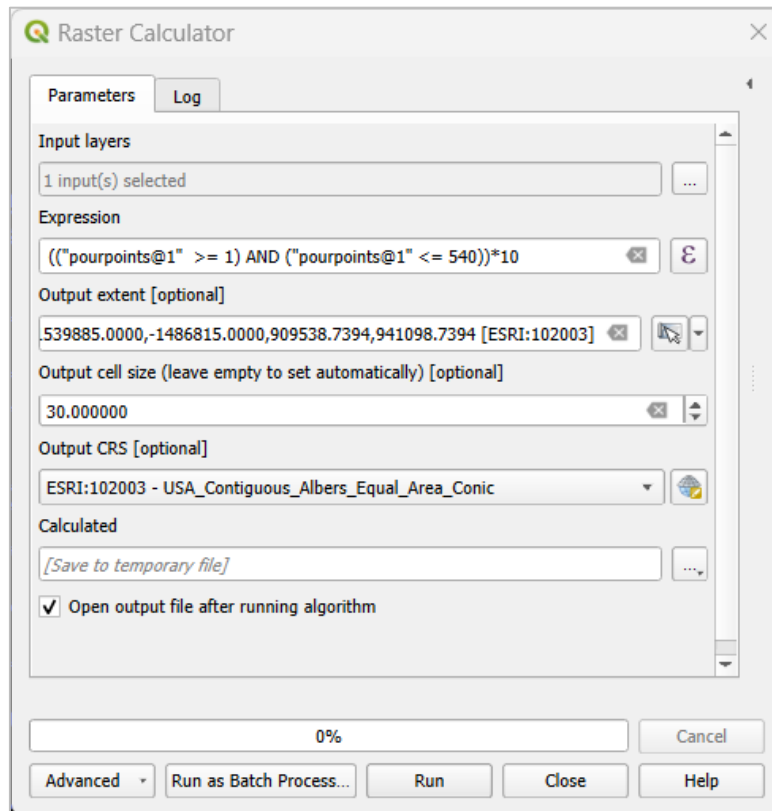 Raster Calculator
Parameters
Log
Input layers
1 input(s) selected
...
Expression
(("pourpoints@1"  >= 1) AND ("pourpoints@1" <= 540))*10
ε
Output extent [optional]
.539885.0000,-1486815.0000,909538.7394,941098.7394 [ESRI:102003]
Output cell size (leave empty to set automatically) [optional]
30.000000
Output CRS [optional]
ESRI:102003 - USA_Contiguous_Albers_Equal_Area_Conic
Calculated
[Save to temporary file]
...
Open output file after running algorithm
0%
Cancel
Advanced
Run as Batch Process...
Run
Close
Help